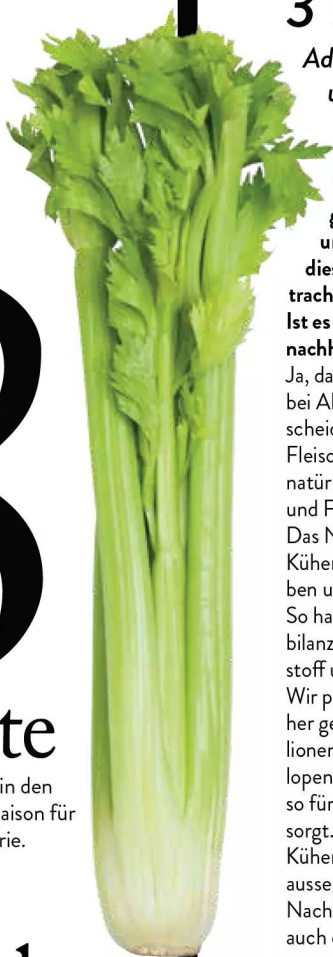 te
in den
aison für
rie.
3
Ad
u
g
un
dies
trach
Ist es
nachh
Ja, da
bei Al
scheid
Fleisc
natür
und F
Das N
Küher
ben u
So ha
bilanz
stoff u
Wir p
her ge
lioner
lopen
so für
sorgt.
Küher
ausse
Nach
auch